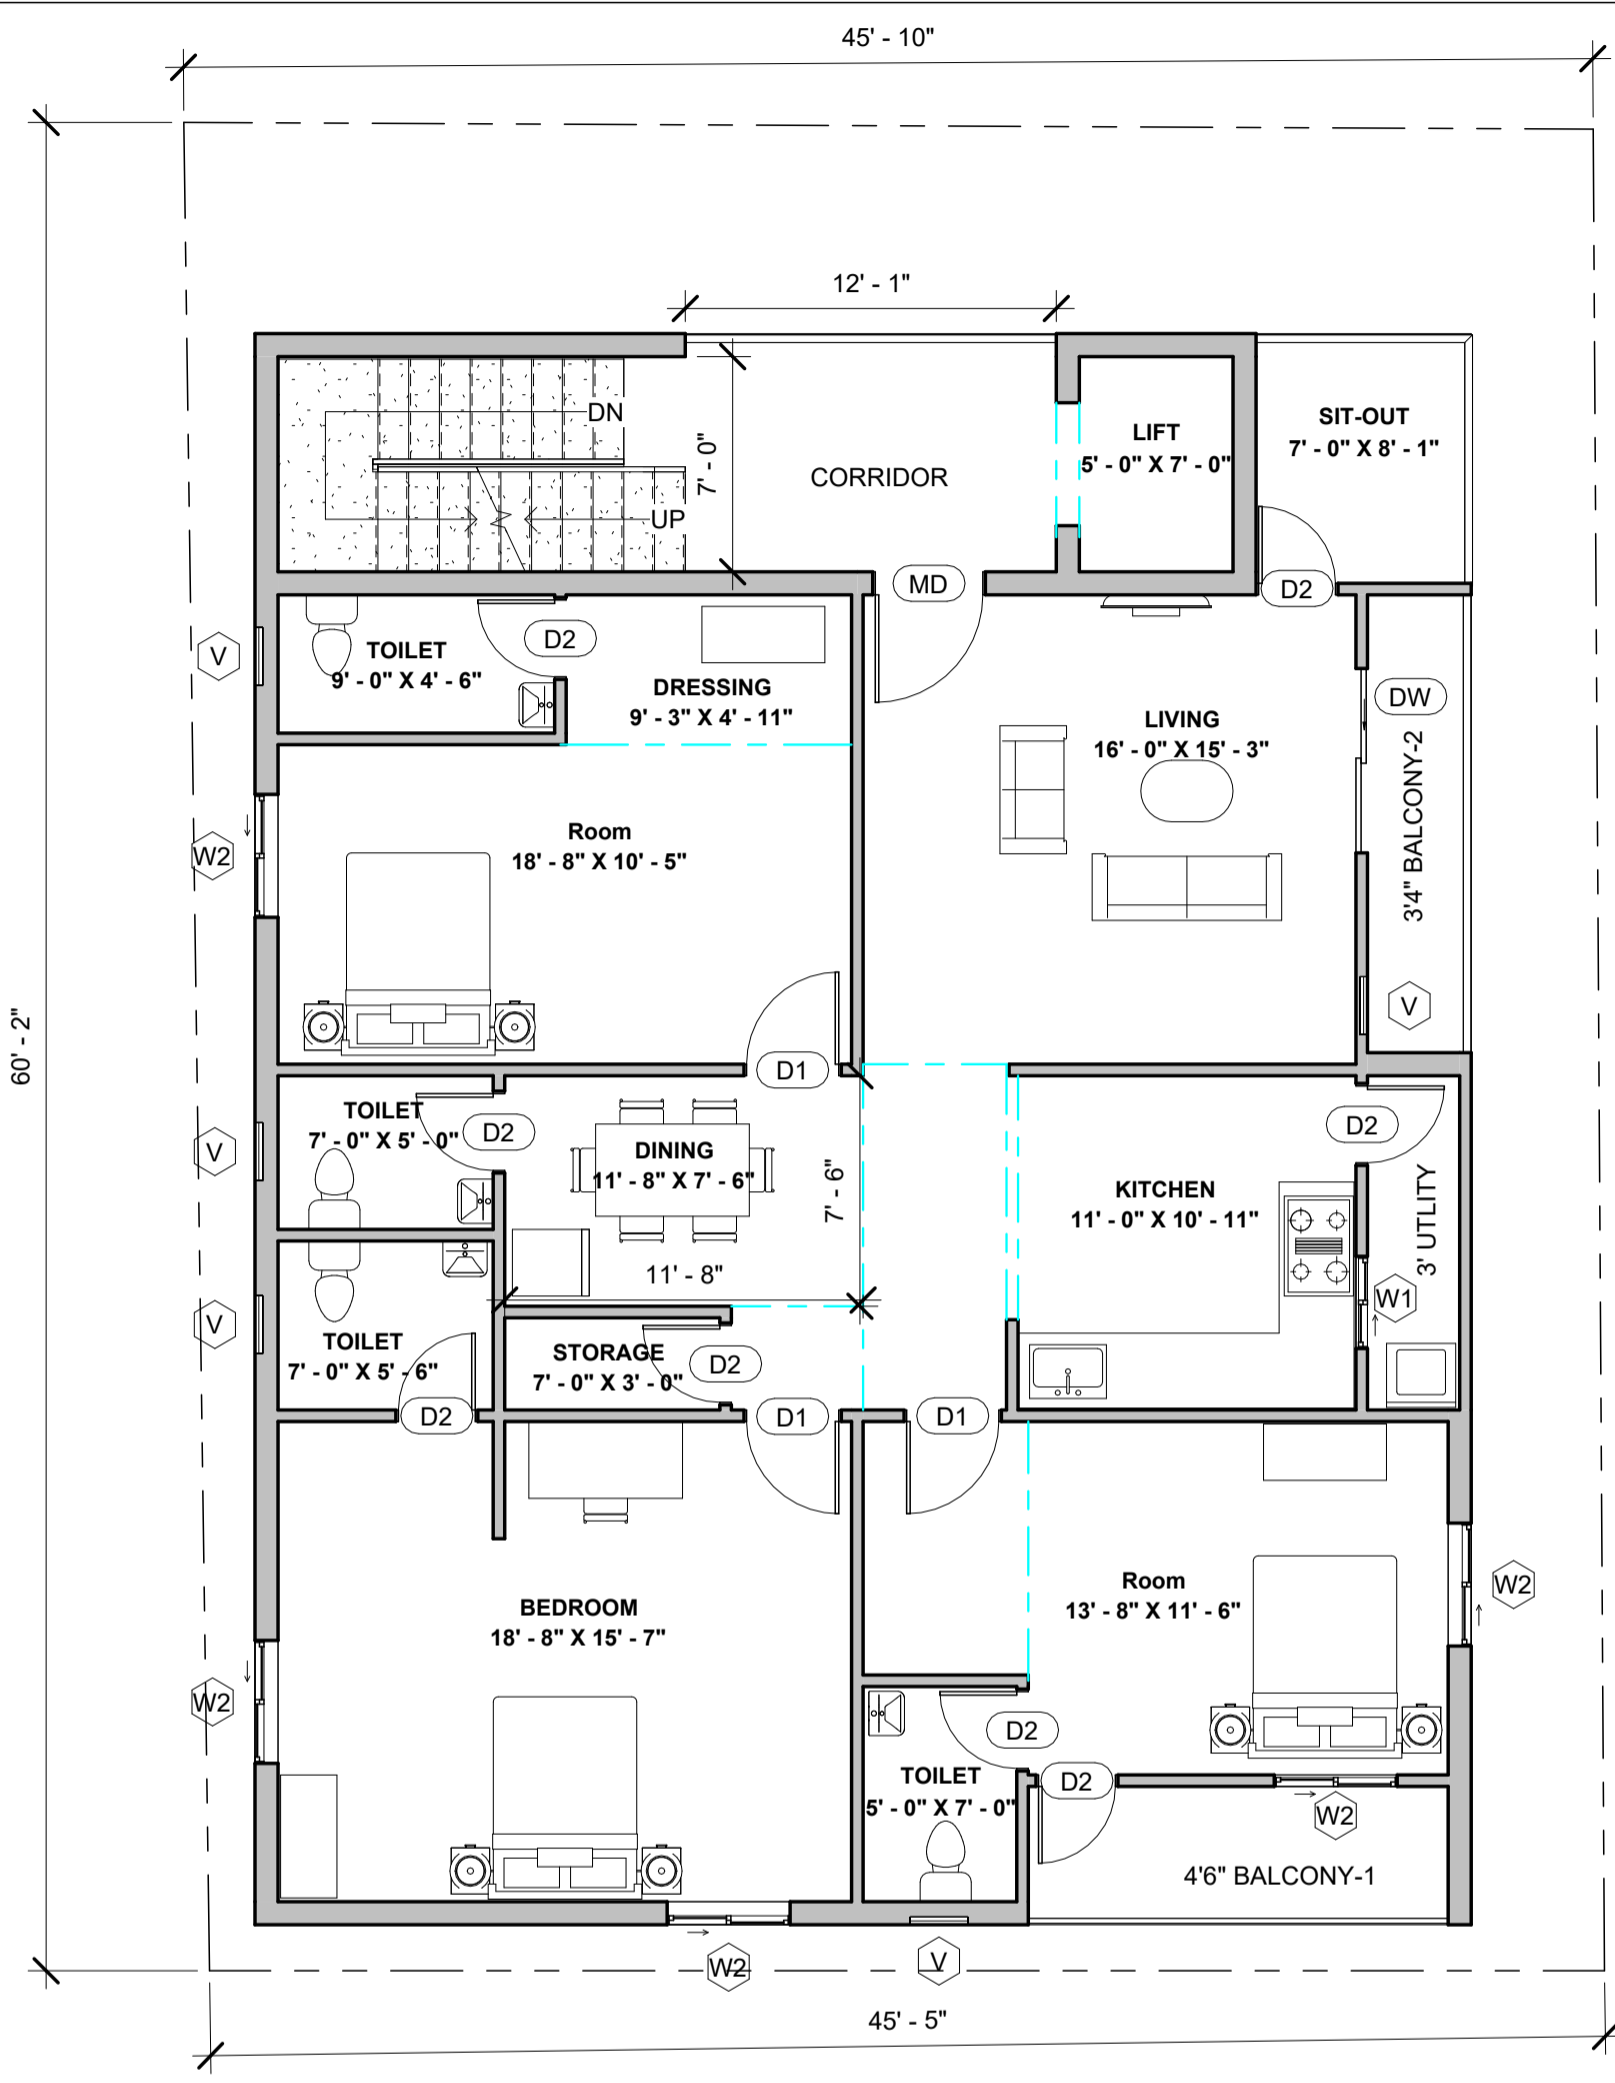 45' - 10"
12' - 1"
60' - 2"
DN
UP
7' - 0"
CORRIDOR
LIFT
5' - 0" X 7' - 0"
SIT-OUT
7' - 0" X 8' - 1"
MD
D2
V
TOILET
9' - 0" X 4' - 6"
D2
DRESSING
9' - 3" X 4' - 11"
LIVING
16' - 0" X 15' - 3"
DW
3'4" BALCONY-2
W2
Room
18' - 8" X 10' - 5"
V
D1
V
TOILET
7' - 0" X 5' - 0"
D2
DINING
11' - 8" X 7' - 6"
7' - 6"
11' - 8"
KITCHEN
11' - 0" X 10' - 11"
D2
3' UTLITY
W1
V
TOILET
7' - 0" X 5' - 6"
D2
STORAGE
7' - 0" X 3' - 0"
D2
D1
D1
BEDROOM
18' - 8" X 15' - 7"
Room
13' - 8" X 11' - 6"
W2
W2
D2
TOILET
5' - 0" X 7' - 0"
D2
W2
4'6" BALCONY-1
W2
V
45' - 5"